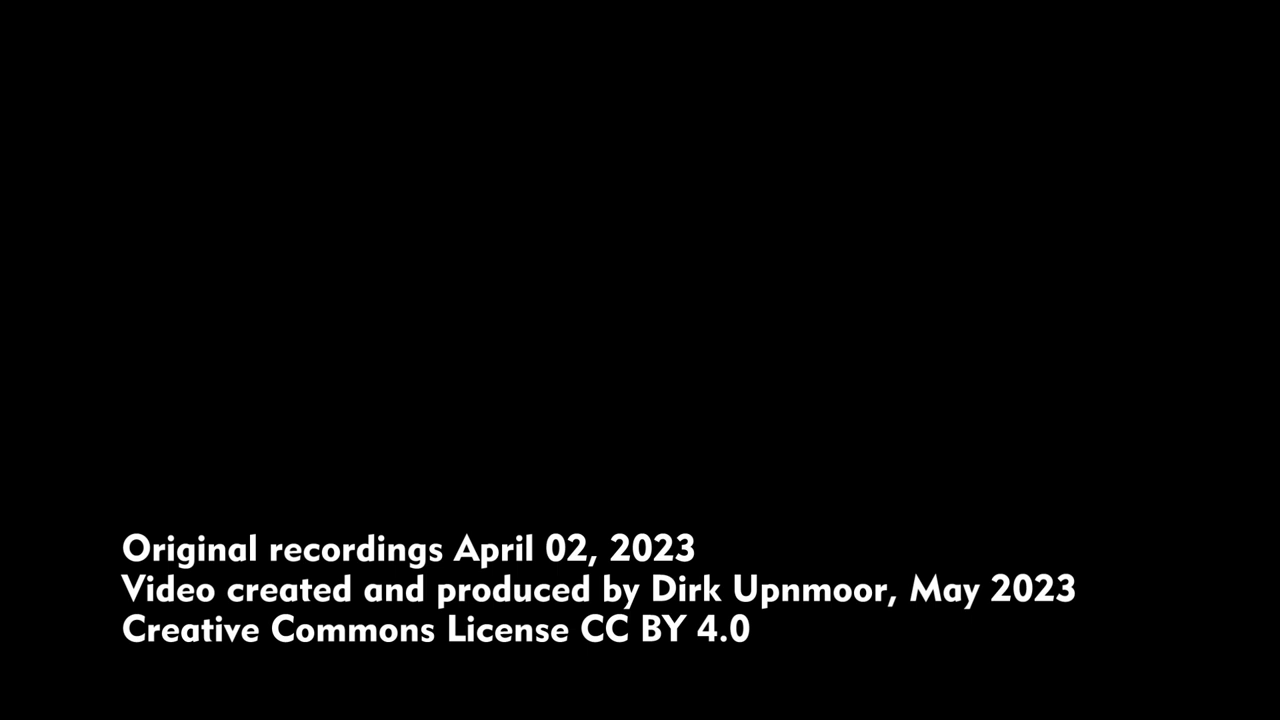 Original recordings April 02, 2023
Video created and produced by Dirk Upnmoor, May 2023
Creative Commons License CC BY 4.0